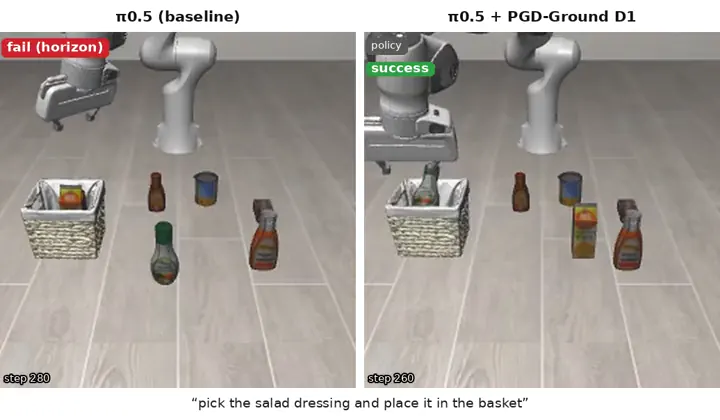 π0.5 (baseline)
π0.5 + PGD-Ground D1
fail (horizon)
policy
success
step 280
step 260
“pick the salad dressing and place it in the basket”